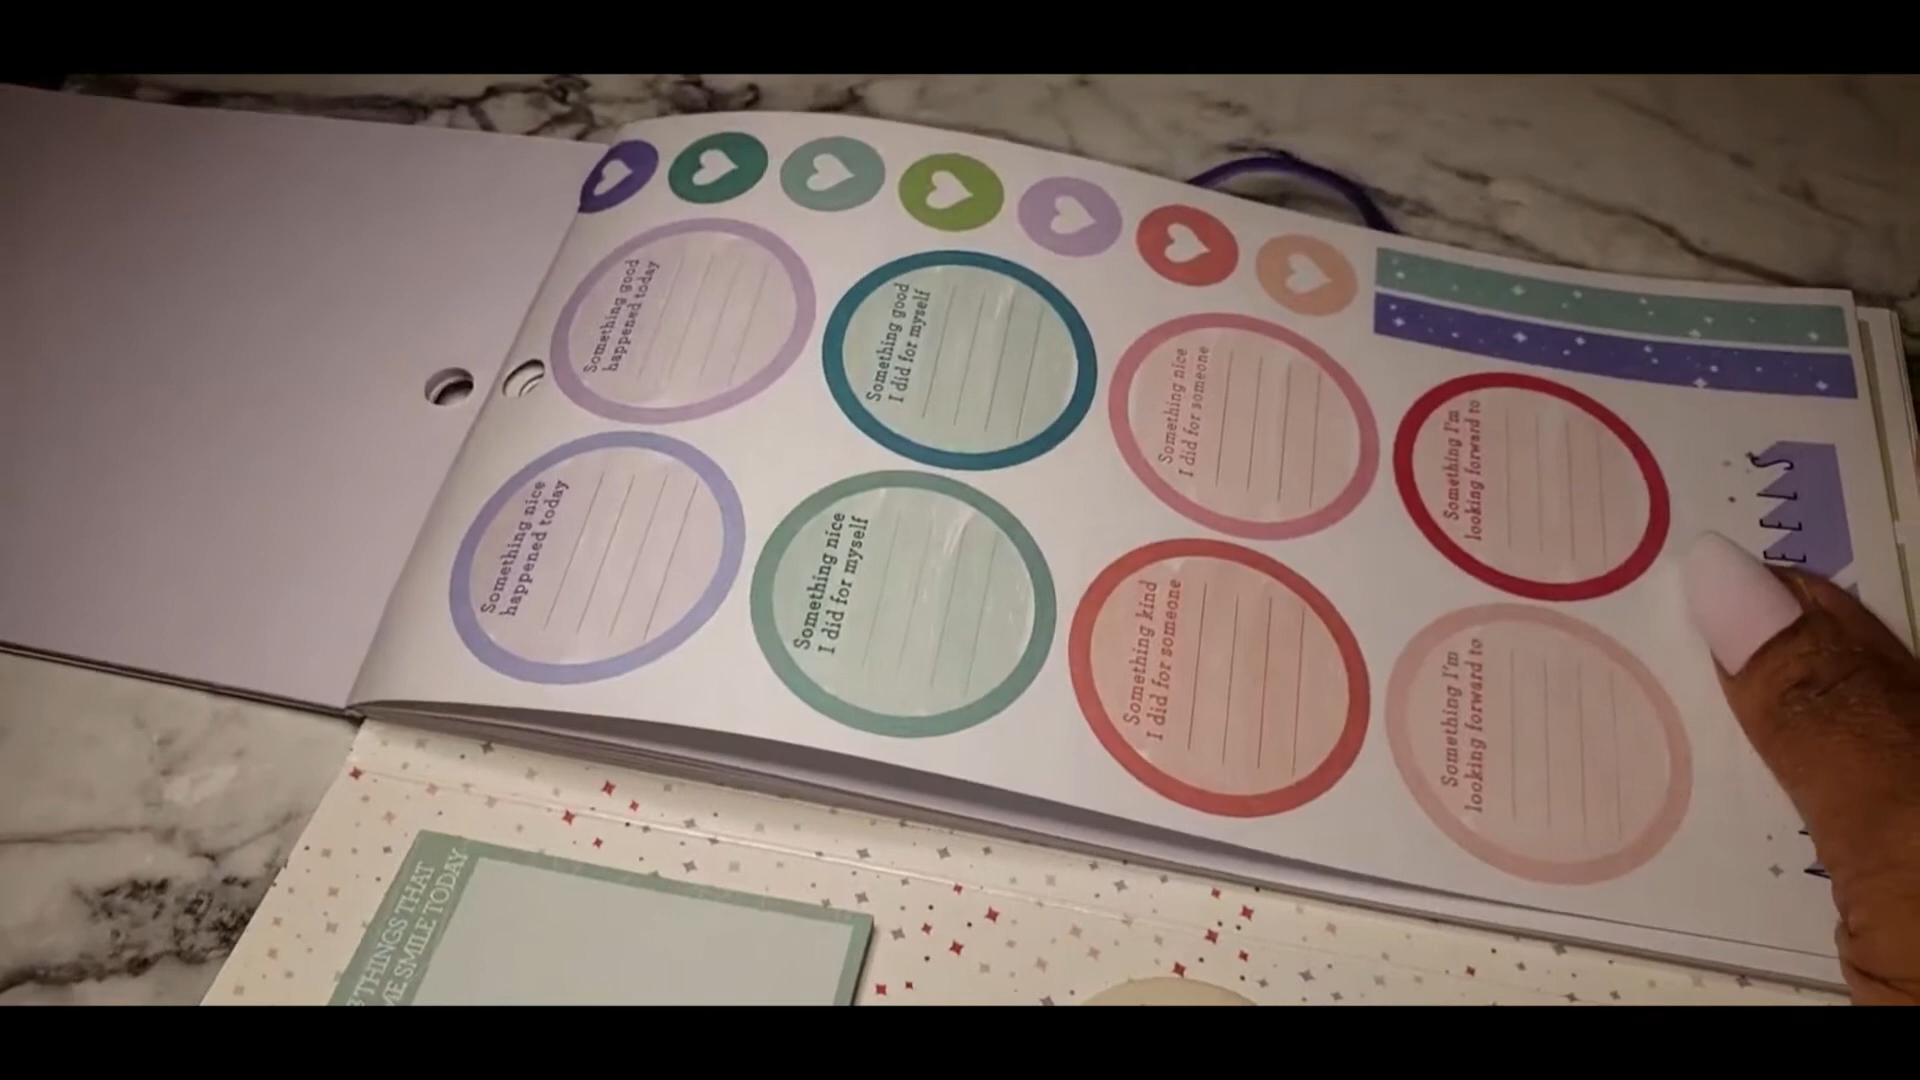 Something good
happened today
Something good
I did for myself
Something nice
I did for someone
Something I'm
looking forward to
Something nice
happened today
Something nice
I did for myself
Something kind
I did for someone
Something I'm
looking forward to
THINGS THAT
SMILE TODAY